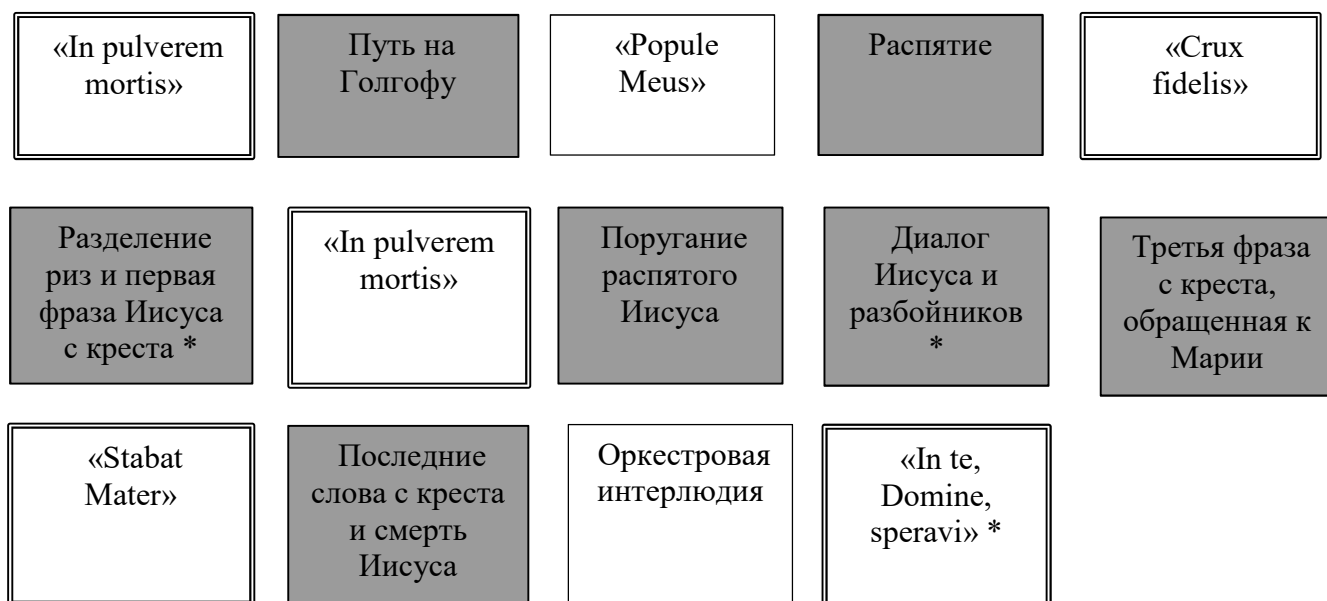 «In pulverem
mortis»
Путь на
Голгофу
«Popule
Meus»
Распятие
«Crux
fidelis»
Разделение
риз и первая
фраза Иисуса
с креста *
«In pulverem
mortis»
Поругание
распятого
Иисуса
Диалог
Иисуса и
разбойников
*
Третья фраза
с креста,
обращенная к
Марии
«Stabat
Mater»
Последние
слова с креста
и смерть
Иисуса
Оркестровая
интерлюдия
«In te,
Domine,
speravi» *